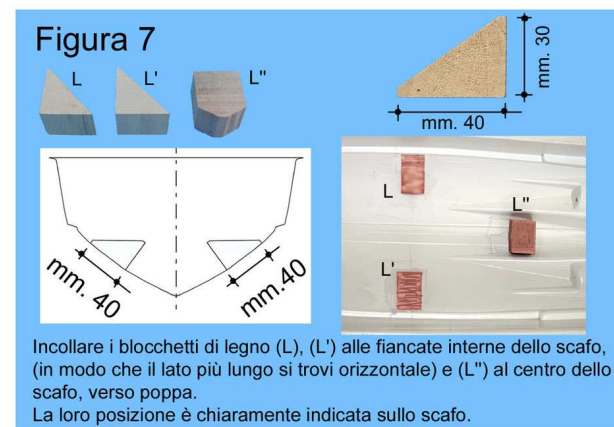 Figura 7
L
L'
L"
mm. 30
mm. 40
mm. 40
mm.40
L
L"
L'
Incollare i blocchetti di legno (L), (L') alle fiancate interne dello scafo,
(in modo che il lato più lungo si trovi orizzontale) e (L") al centro dello
scafo, verso poppa.
La loro posizione è chiaramente indicata sullo scafo.